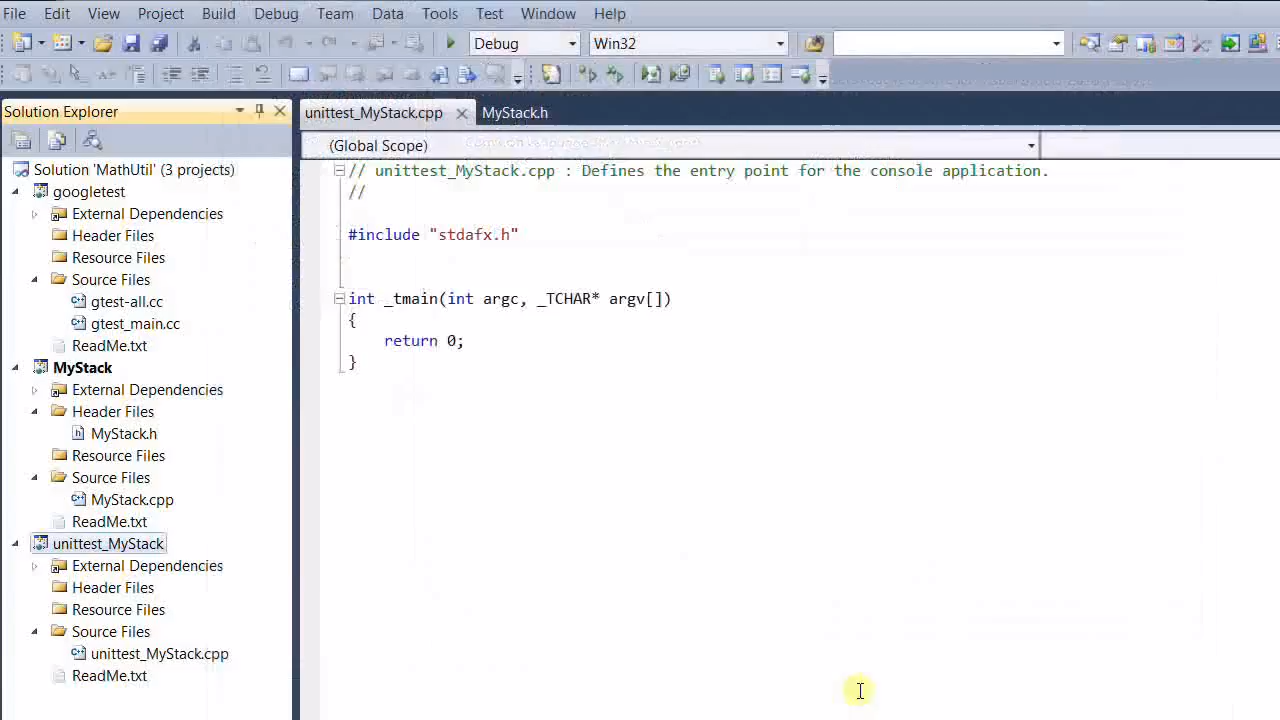 File Edit View Project Build Debug Team Data Tools Test Window Help
Debug Win32
Solution Explorer
unittest_MyStack.cpp MyStack.h
(Global Scope)
Solution 'MathUtil' (3 projects)
googletest
External Dependencies
Header Files
Resource Files
Source Files
gtest-all.cc
gtest_main.cc
ReadMe.txt
MyStack
External Dependencies
Header Files
MyStack.h
Resource Files
Source Files
MyStack.cpp
ReadMe.txt
unittest_MyStack
External Dependencies
Header Files
Resource Files
Source Files
unittest_MyStack.cpp
ReadMe.txt
// unittest_MyStack.cpp : Defines the entry point for the console application.
//
#include "stdafx.h"
int _tmain(int argc, _TCHAR* argv[])
{
return 0;
}